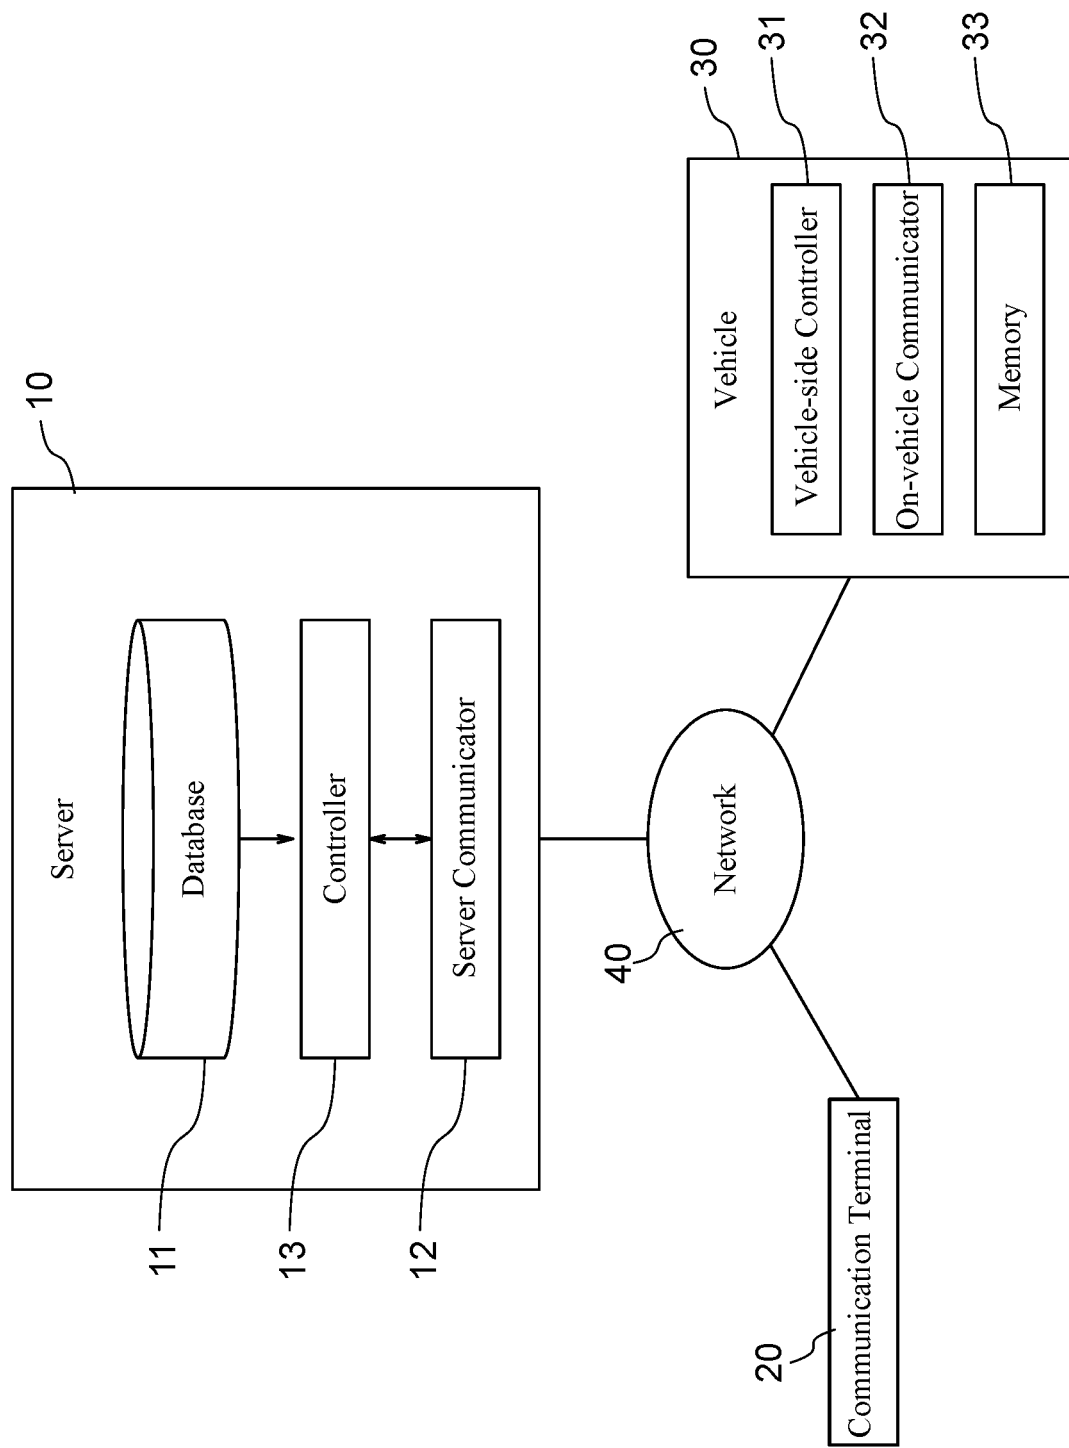 10
Server
11
Database
13
Controller
12
Server Communicator
40
Network
20
Communication Terminal
30
Vehicle
31
Vehicle-side Controller
32
On-vehicle Communicator
33
Memory